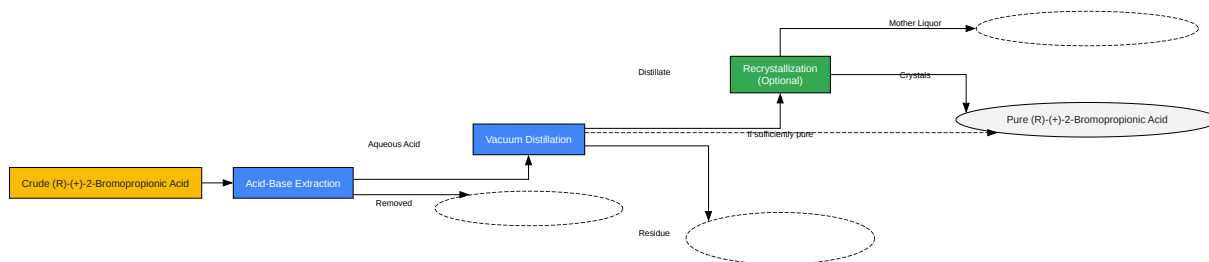 Mother Liquor
Distillate
Recrystallization
(Optional)
Crystals
Pure (R)-(+)-2-Bromopropionic Acid
If sufficiently pure
Vacuum Distillation
Aqueous Acid
Crude (R)-(+)-2-Bromopropionic Acid
Acid-Base Extraction
Removed
Residue